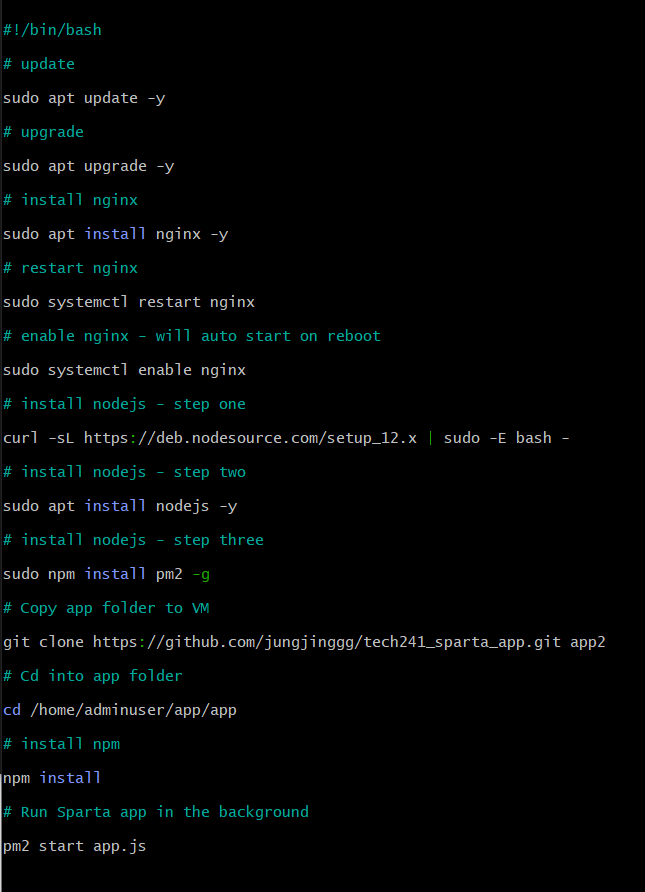 #!/bin/bash
# update
sudo apt update -y
# upgrade
sudo apt upgrade -y
# install nginx
sudo apt install nginx -y
# restart nginx
sudo systemctl restart nginx
# enable nginx - will auto start on reboot
sudo systemctl enable nginx
# install nodejs - step one
curl -sL https://deb.nodesource.com/setup_12.x | sudo -E bash -
# install nodejs - step two
sudo apt install nodejs -y
# install nodejs - step three
sudo npm install pm2 -g
# Copy app folder to VM
git clone https://github.com/jungjinggg/tech241_sparta_app.git app2
# Cd into app folder
cd /home/adminuser/app/app
# install npm
npm install
# Run Sparta app in the background
pm2 start app.js